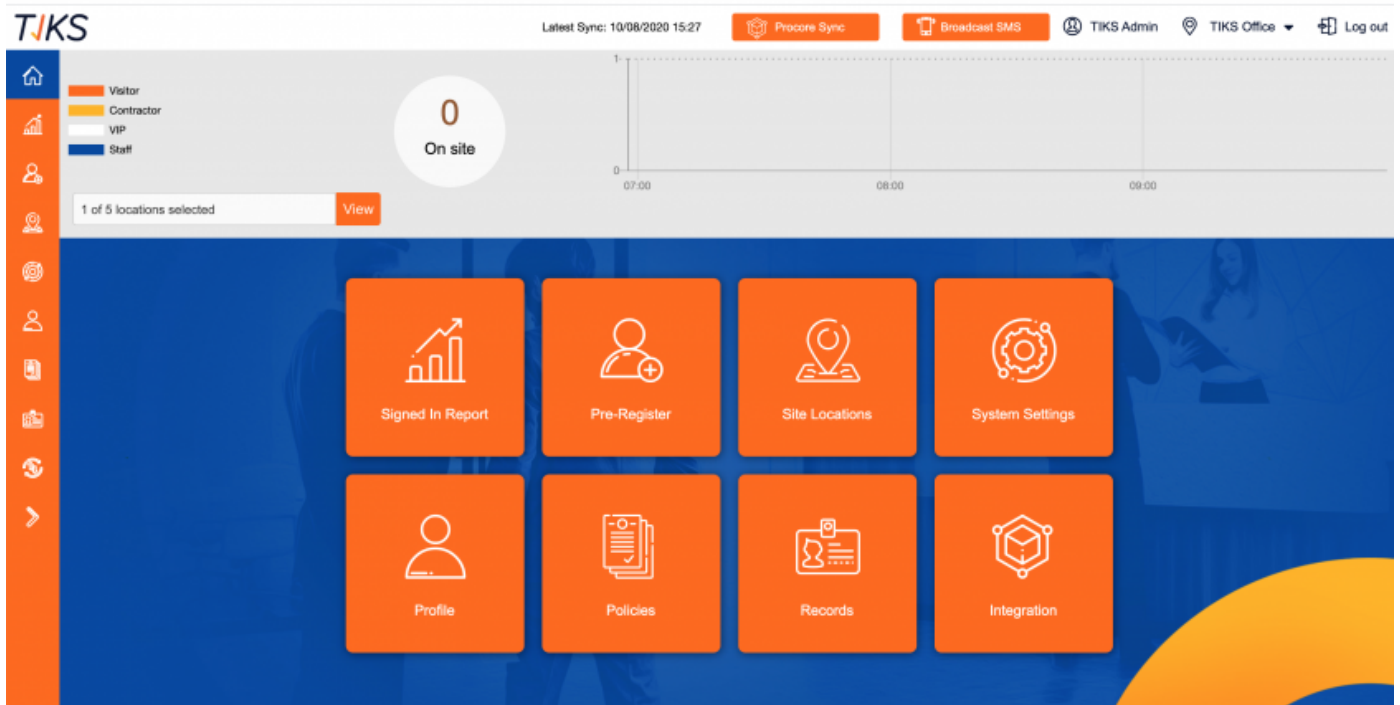 TIKS
Latest Sync: 10/08/2020 15:27
Procore Sync
Broadcast SMS
TIKS Admin
TIKS Office
Log out
Visitor
Contractor
VIP
Staff
0
On site
1
0
07:00
08:00
09:00
1 of 5 locations selected
View
Signed In Report
Pre-Register
Site Locations
System Settings
Profile
Policies
Records
Integration